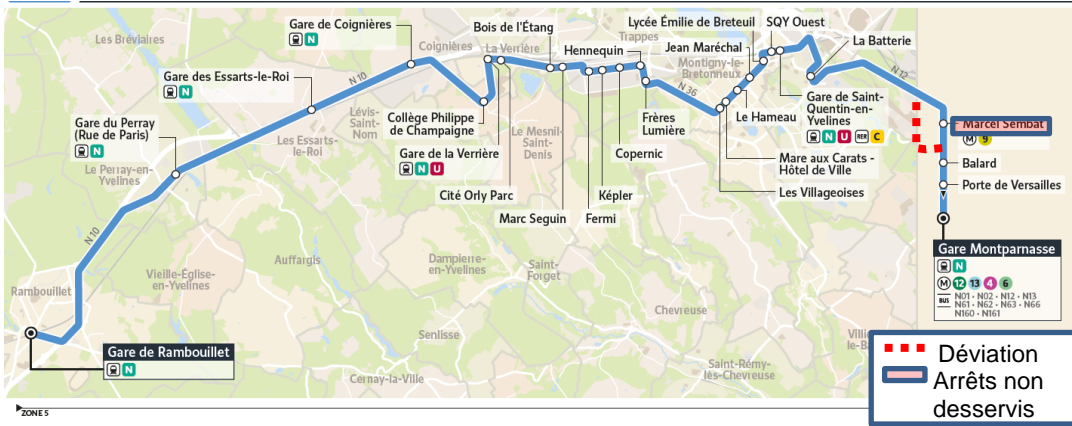 Gare de Coignières
N
Bois de l'Étang
Lycée Émilie de Breteuil
SQY Ouest
Les Bréviaires
Coignières
La Verrière
Trappes
Hennequin
Jean Maréchal
Montigny-le-
Bretonneux
La Batterie
Gare des Essarts-le-Roi
N
N 10
N 36
N 12
Gare du Perray
(Rue de Paris)
N
Lévis-
Saint-
Nom
Collège Philippe
de Champaigne
Le Mesnil-
Saint-
Denis
Frères
Lumière
Le Hameau
Gare de Saint-
Quentin-en-
Yvelines
N U RER C
Marcel Sembat
M 9
Les Essarts-
le-Roi
Gare de la Verrière
N U
Copernic
Mare aux Carats -
Hôtel de Ville
Balard
Le Perray-en-
Yvelines
Cité Orly Parc
Képler
Les Villageoises
Porte de Versailles
Marc Seguin
Fermi
N 10
Gare Montparnasse
N
M 12 13 4 6
BUS N01 • N02 • N12 • N13
N61 • N62 • N63 • N66
N160 • N161
Vieille-Église-
en-Yvelines
Auffargis
Dampierre-
en-Yvelines
Saint-
Forget
Rambouillet
Chevreuse
Senlisse
Gare de Rambouillet
N
Cernay-la-Ville
Saint-Rémy-
lès-Chevreuse
Déviation
Arrêts non
desservis
ZONE 5